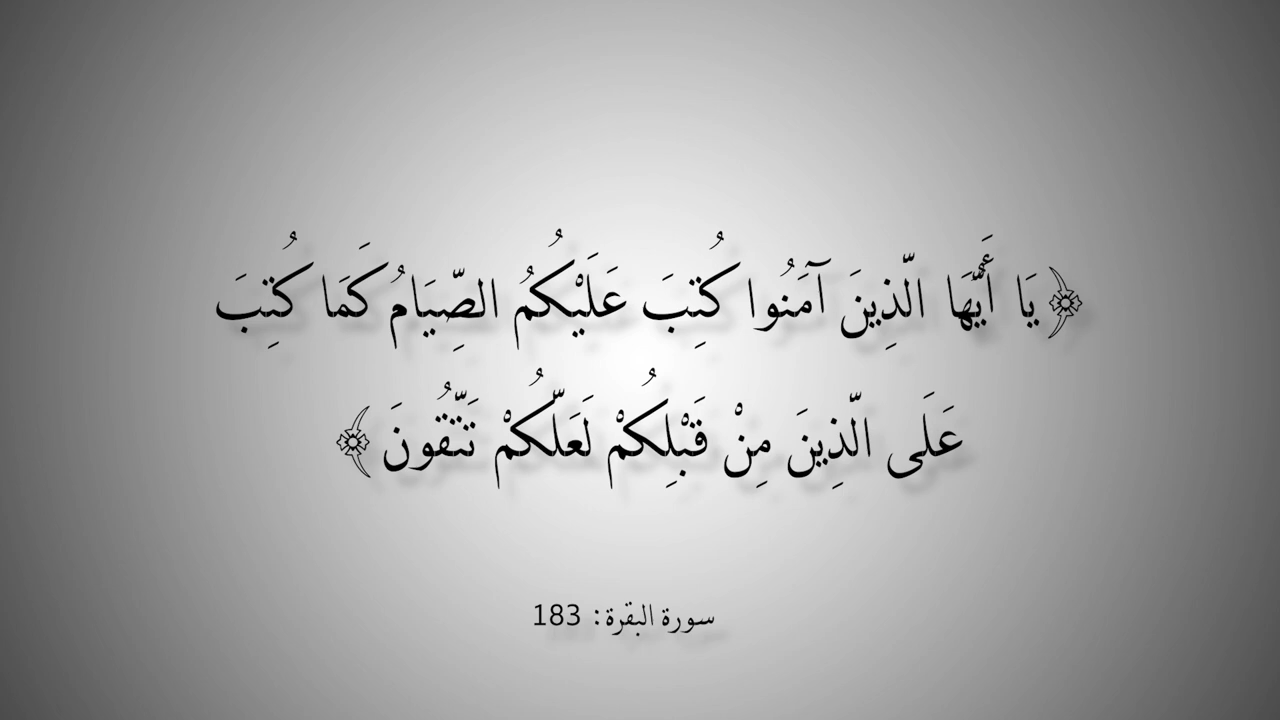 ﴿يَا أَيُّهَا الَّذِينَ آمَنُوا كُتِبَ عَلَيْكُمُ الصِّيَامُ كَمَا كُتِبَ
عَلَى الَّذِينَ مِنْ قَبْلِكُمْ لَعَلَّكُمْ تَتَّقُونَ﴾
سورة البقرة: 183